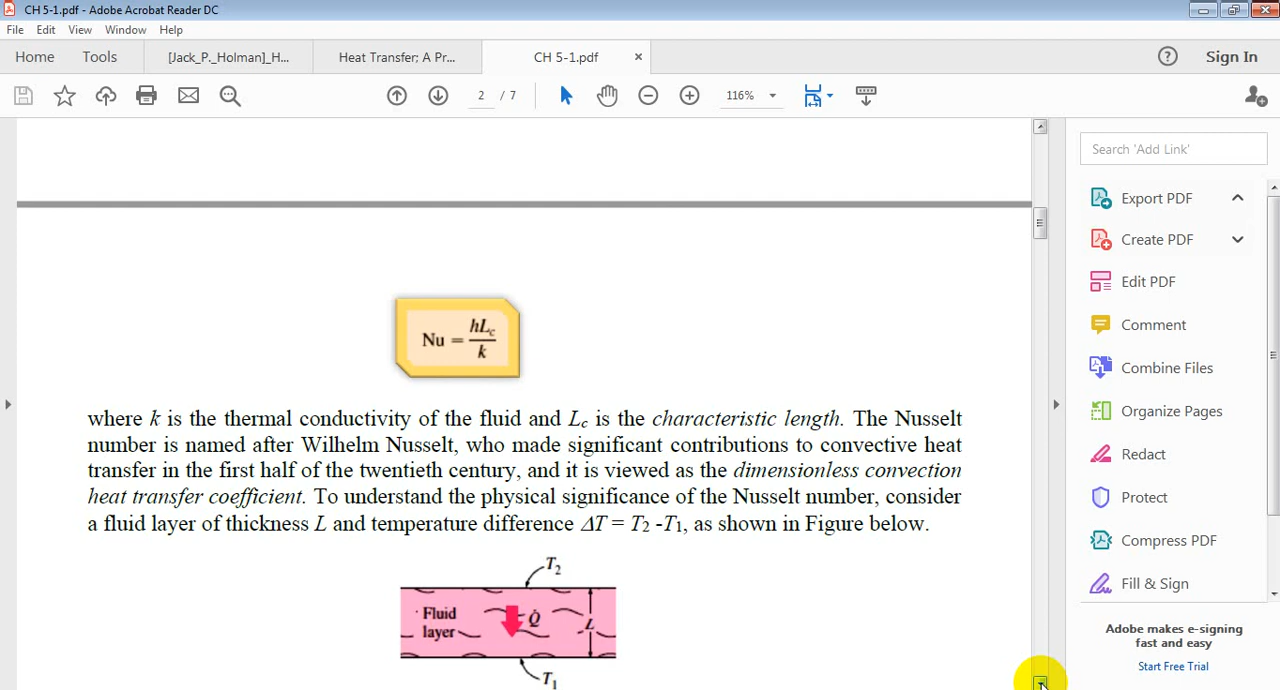 CH 5-1.pdf - Adobe Acrobat Reader DC
File Edit View Window Help
Home Tools [Jack_P._Holman]_H... Heat Transfer; A Pr... CH 5-1.pdf × ? Sign In
2 / 7 116%
Search 'Add Link'
Export PDF
Create PDF
Edit PDF
Comment
Combine Files
Organize Pages
Redact
Protect
Compress PDF
Fill & Sign
Adobe makes e-signing
fast and easy
Start Free Trial
Nu = hLc/k
where k is the thermal conductivity of the fluid and Lc is the characteristic length. The Nusselt
number is named after Wilhelm Nusselt, who made significant contributions to convective heat
transfer in the first half of the twentieth century, and it is viewed as the dimensionless convection
heat transfer coefficient. To understand the physical significance of the Nusselt number, consider
a fluid layer of thickness L and temperature difference ΔT = T2 -T1, as shown in Figure below.
T2
Fluid
layer
Q̇
L
T1